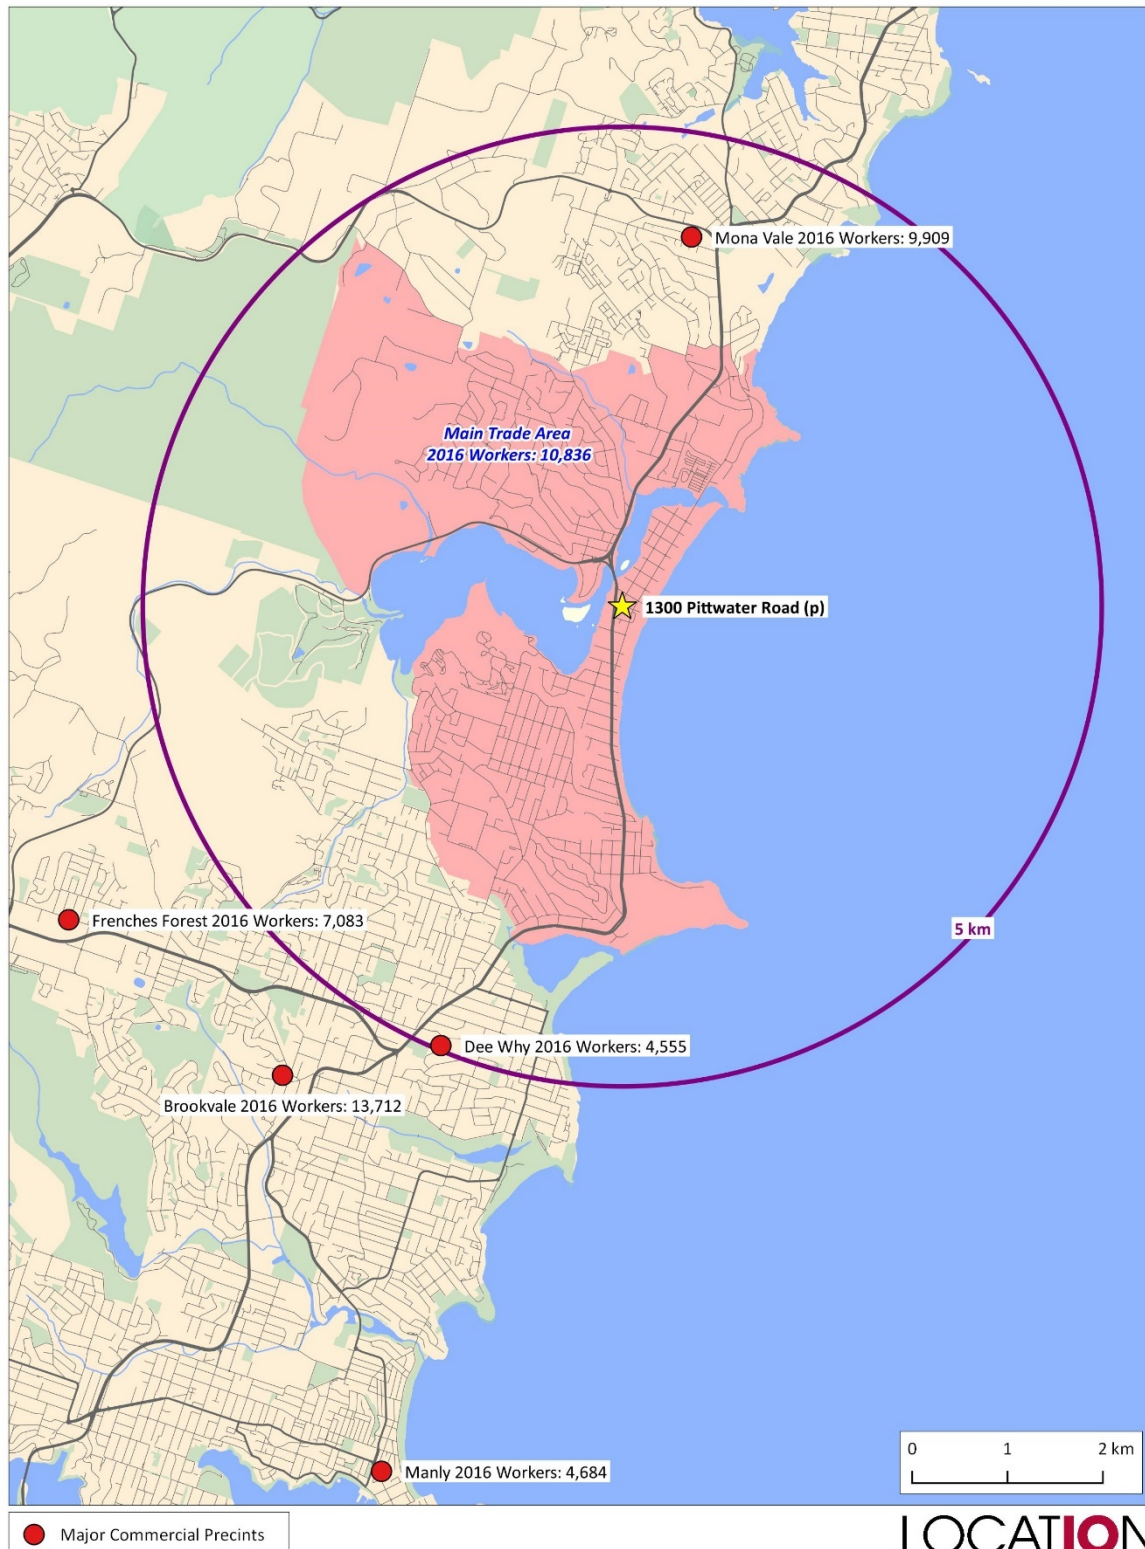 Mona Vale 2016 Workers: 9,909
Main Trade Area
2016 Workers: 10,836
1300 Pittwater Road (p)
Frenches Forest 2016 Workers: 7,083
5 km
Dee Why 2016 Workers: 4,555
Brookvale 2016 Workers: 13,712
0 1 2 km
Manly 2016 Workers: 4,684
Major Commercial Precints
LOCATION